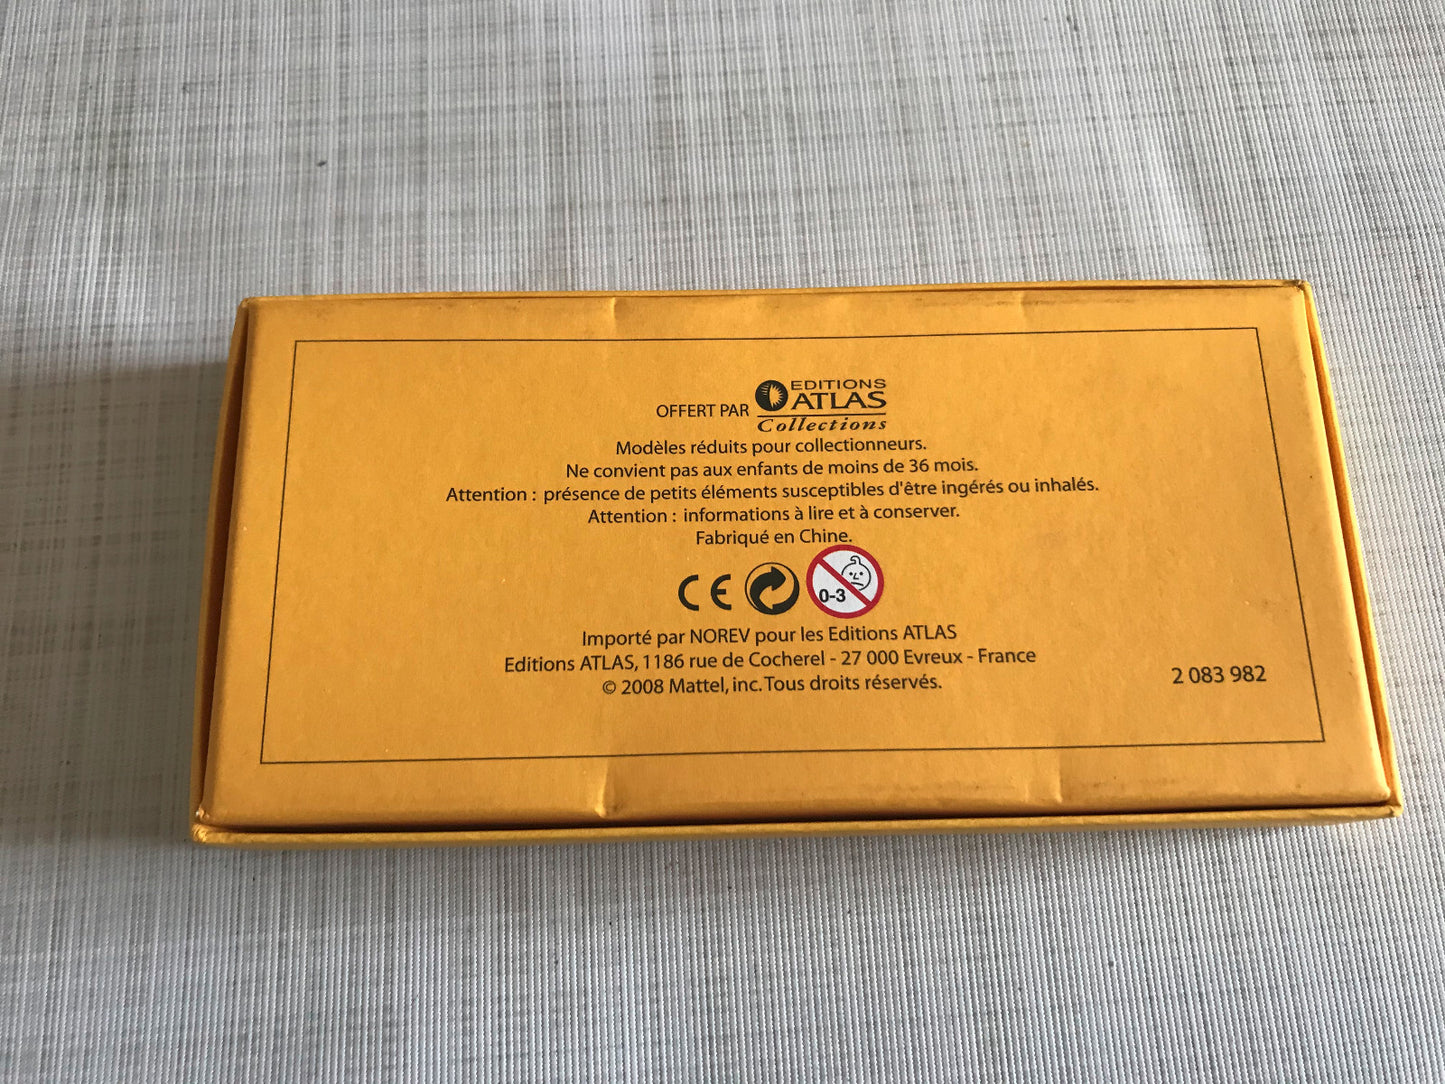 OFFERT PAR EDITIONS
ATLAS
Collections
Modèles réduits pour collectionneurs.
Ne convient pas aux enfants de moins de 36 mois.
Attention : présence de petits éléments susceptibles d'être ingérés ou inhalés.
Attention : informations à lire et à conserver.
Fabriqué en Chine.
CE 0-3
Importé par NOREV pour les Editions ATLAS
Editions ATLAS, 1186 rue de Cocherel - 27 000 Evreux - France
© 2008 Mattel, inc. Tous droits réservés.
2 083 982